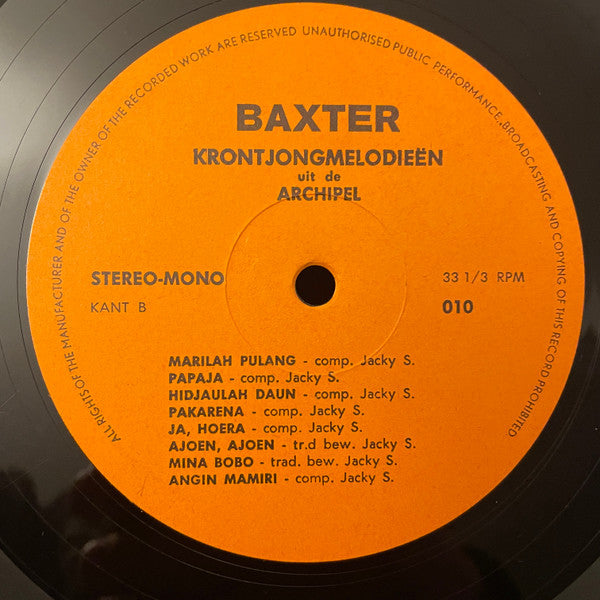 ALL RIGHTS OF THE MANUFACTURER AND OF THE OWNER OF THE RECORDED WORK ARE RESERVED UNAUTHORISED PUBLIC PERFORMANCE, BROADCASTING AND COPYING OF THIS RECORD PROHIBITED
BAXTER
KRONTJONGMELODIEËN
uit de
ARCHIPEL
STEREO-MONO 33 1/3 RPM
KANT B 010
MARILAH PULANG - comp. Jacky S.
PAPAJA - comp. Jacky S.
HIDJAULAH DAUN - comp. Jacky S.
PAKARENA - comp. Jacky S.
JA, HOERA - comp. Jacky S.
AJOEN, AJOEN - tr.d bew. Jacky S.
MINA BOBO - trad. bew. Jacky S.
ANGIN MAMIRI - comp. Jacky S.